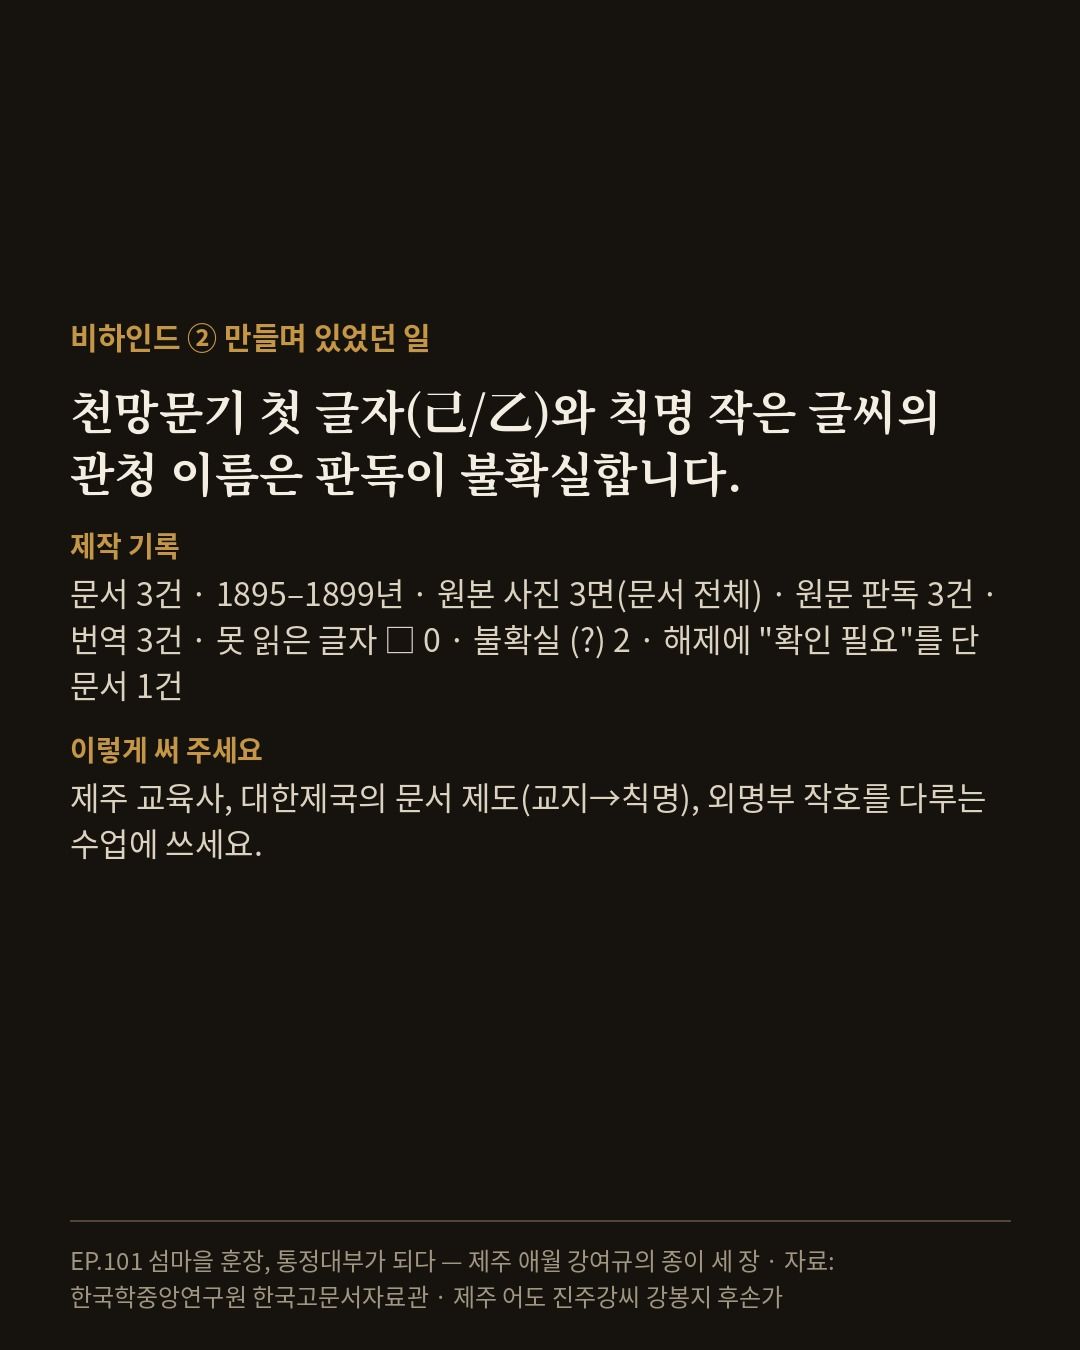 비하인드 ② 만들며 있었던 일
천망문기 첫 글자(己/乙)와 칙명 작은 글씨의
관청 이름은 판독이 불확실합니다.
제작 기록
문서 3건 · 1895–1899년 · 원본 사진 3면(문서 전체) · 원문 판독 3건 ·
번역 3건 · 못 읽은 글자 □ 0 · 불확실 (?) 2 · 해제에 "확인 필요"를 단
문서 1건
이렇게 써 주세요
제주 교육사, 대한제국의 문서 제도(교지→칙명), 외명부 작호를 다루는
수업에 쓰세요.
EP.101 섬마을 훈장, 통정대부가 되다 — 제주 애월 강여규의 종이 세 장 · 자료:
한국학중앙연구원 한국고문서자료관 · 제주 어도 진주강씨 강봉지 후손가